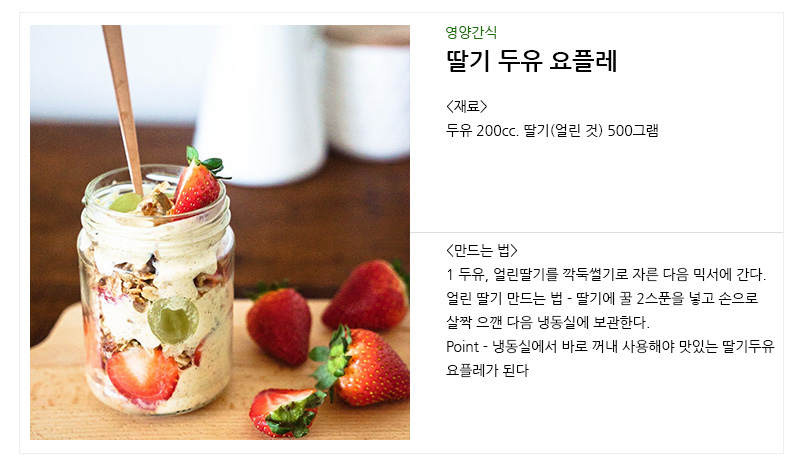 영양간식
딸기 두유 요플레
<재료>
두유 200cc. 딸기(얼린 것) 500그램
<만드는 법>
1 두유, 얼린딸기를 깍둑썰기로 자른 다음 믹서에 간다.
얼린 딸기 만드는 법 - 딸기에 꿀 2스푼을 넣고 손으로
살짝 으깬 다음 냉동실에 보관한다.
Point - 냉동실에서 바로 꺼내 사용해야 맛있는 딸기두유
요플레가 된다